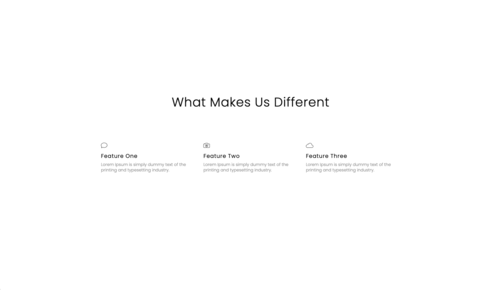 What Makes Us Different
Feature One
Lorem Ipsum is simply dummy text of the
printing and typesetting industry.
Feature Two
Lorem Ipsum is simply dummy text of the
printing and typesetting industry.
Feature Three
Lorem Ipsum is simply dummy text of the
printing and typesetting industry.